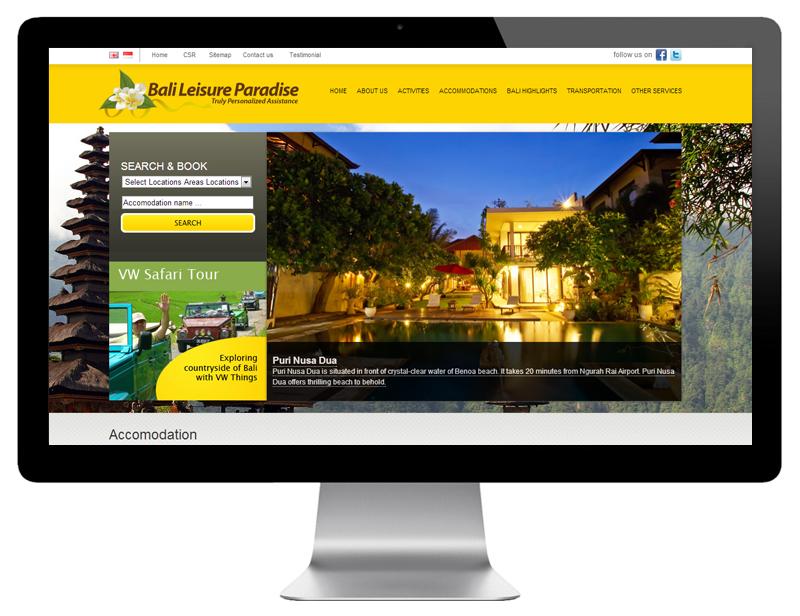 Home CSR Sitemap Contact us Testimonial follow us on
Bali Leisure Paradise
Truly Personalized Assistance
HOME ABOUT US ACTIVITIES ACCOMMODATIONS BALI HIGHLIGHTS TRANSPORTATION OTHER SERVICES
SEARCH & BOOK
Select Locations Areas Locations
Accomodation name ...
SEARCH
VW Safari Tour
Exploring
countryside of Bali
with VW Things
Puri Nusa Dua
Puri Nusa Dua is situated in front of crystal-clear water of Benoa beach. It takes 20 minutes from Ngurah Rai Airport. Puri Nusa
Dua offers thrilling beach to behold.
Accomodation